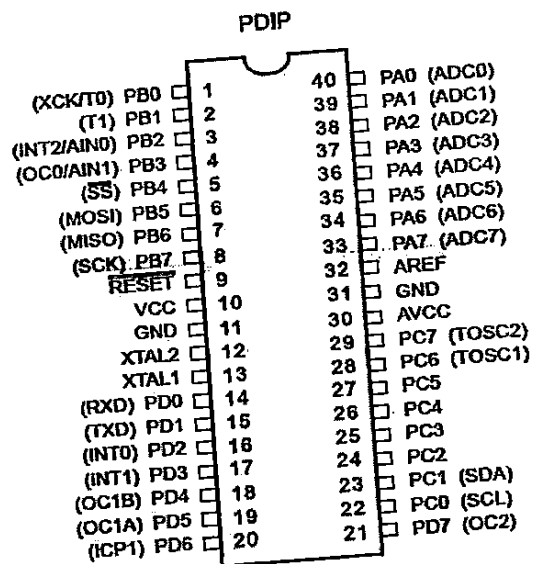 PDIP
(XCK/T0) PB0 1 40 PA0 (ADC0)
(T1) PB1 2 39 PA1 (ADC1)
(INT2/AIN0) PB2 3 38 PA2 (ADC2)
(OC0/AIN1) PB3 4 37 PA3 (ADC3)
(SS) PB4 5 36 PA4 (ADC4)
(MOSI) PB5 6 35 PA5 (ADC5)
(MISO) PB6 7 34 PA6 (ADC6)
(SCK) PB7 8 33 PA7 (ADC7)
RESET 9 32 AREF
VCC 10 31 GND
GND 11 30 AVCC
XTAL2 12 29 PC7 (TOSC2)
XTAL1 13 28 PC6 (TOSC1)
(RXD) PD0 14 27 PC5
(TXD) PD1 15 26 PC4
(INT0) PD2 16 25 PC3
(INT1) PD3 17 24 PC2
(OC1B) PD4 18 23 PC1 (SDA)
(OC1A) PD5 19 22 PC0 (SCL)
(ICP1) PD6 20 21 PD7 (OC2)